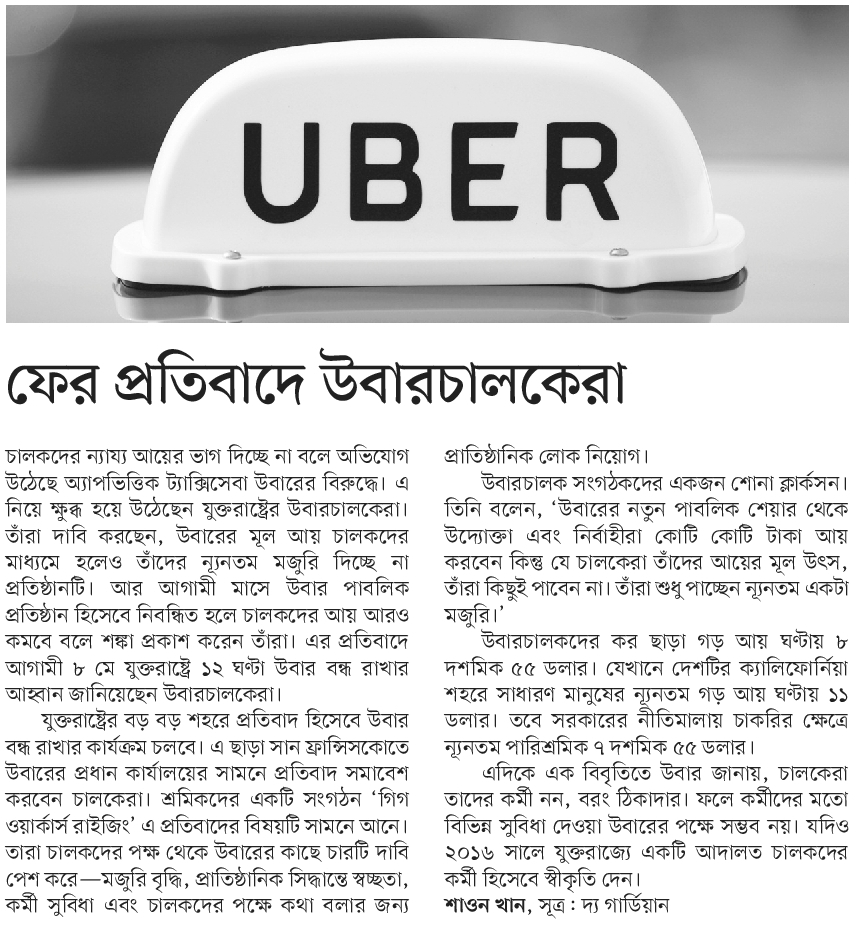 UBER
ফের প্রতিবাদে উবারচালকেরা
চালকদের ন্যায্য আয়ের ভাগ দিচ্ছে না বলে অভিযোগ
উঠেছে অ্যাপভিত্তিক ট্যাক্সিসেবা উবারের বিরুদ্ধে। এ
নিয়ে ক্ষুব্ধ হয়ে উঠেছেন যুক্তরাষ্ট্রের উবারচালকেরা।
তাঁরা দাবি করছেন, উবারের মূল আয় চালকদের
মাধ্যমে হলেও তাঁদের ন্যূনতম মজুরি দিচ্ছে না
প্রতিষ্ঠানটি। আর আগামী মাসে উবার পাবলিক
প্রতিষ্ঠান হিসেবে নিবন্ধিত হলে চালকদের আয় আরও
কমবে বলে শঙ্কা প্রকাশ করেন তাঁরা। এর প্রতিবাদে
আগামী ৮ মে যুক্তরাষ্ট্রে ১২ ঘণ্টা উবার বন্ধ রাখার
আহ্বান জানিয়েছেন উবারচালকেরা।
যুক্তরাষ্ট্রের বড় বড় শহরে প্রতিবাদ হিসেবে উবার
বন্ধ রাখার কার্যক্রম চলবে। এ ছাড়া সান ফ্রান্সিসকোতে
উবারের প্রধান কার্যালয়ের সামনে প্রতিবাদ সমাবেশ
করবেন চালকেরা। শ্রমিকদের একটি সংগঠন ‘গিগ
ওয়ার্কার্স রাইজিং’ এ প্রতিবাদের বিষয়টি সামনে আনে।
তারা চালকদের পক্ষ থেকে উবারের কাছে চারটি দাবি
পেশ করে—মজুরি বৃদ্ধি, প্রাতিষ্ঠানিক সিদ্ধান্তে স্বচ্ছতা,
কর্মী সুবিধা এবং চালকদের পক্ষে কথা বলার জন্য
প্রাতিষ্ঠানিক লোক নিয়োগ।
উবারচালক সংগঠকদের একজন শোনা ক্লার্কসন।
তিনি বলেন, ‘উবারের নতুন পাবলিক শেয়ার থেকে
উদ্যোক্তা এবং নির্বাহীরা কোটি কোটি টাকা আয়
করবেন কিন্তু যে চালকেরা তাঁদের আয়ের মূল উৎস,
তাঁরা কিছুই পাবেন না। তাঁরা শুধু পাচ্ছেন ন্যূনতম একটা
মজুরি।’
উবারচালকদের কর ছাড়া গড় আয় ঘণ্টায় ৮
দশমিক ৫৫ ডলার। যেখানে দেশটির ক্যালিফোর্নিয়া
শহরে সাধারণ মানুষের ন্যূনতম গড় আয় ঘণ্টায় ১১
ডলার। তবে সরকারের নীতিমালায় চাকরির ক্ষেত্রে
ন্যূনতম পারিশ্রমিক ৭ দশমিক ৫৫ ডলার।
এদিকে এক বিবৃতিতে উবার জানায়, চালকেরা
তাদের কর্মী নন, বরং ঠিকাদার। ফলে কর্মীদের মতো
বিভিন্ন সুবিধা দেওয়া উবারের পক্ষে সম্ভব নয়। যদিও
২০১৬ সালে যুক্তরাজ্যে একটি আদালত চালকদের
কর্মী হিসেবে স্বীকৃতি দেন।
শাওন খান, সূত্র : দ্য গার্ডিয়ান